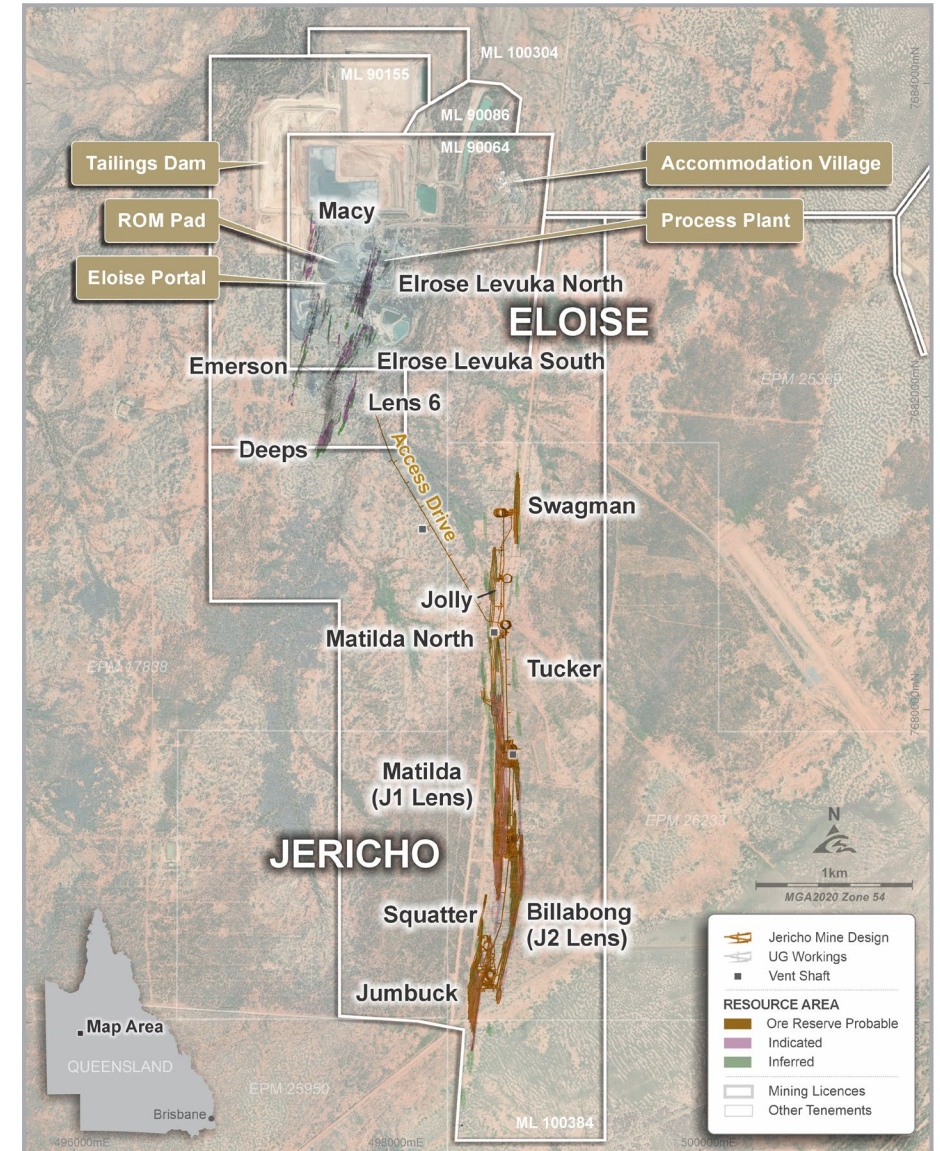 ML 100304
ML 90155
ML 90086
ML 90064
7684000mN
Tailings Dam
Accommodation Village
ROM Pad
Macy
Process Plant
Eloise Portal
Elrose Levuka North
ELOISE
Emerson
Elrose Levuka South
EPM 25389
7682000mN
Lens 6
Deeps
Access Drive
Swagman
Jolly
Matilda North
EPM 17838
Tucker
7680000mN
Matilda
(J1 Lens)
EPM 26233
N
JERICHO
1km
MGA2020 Zone 54
Squatter
Billabong
(J2 Lens)
Jumbuck
Jericho Mine Design
UG Workings
Vent Shaft
RESOURCE AREA
Ore Reserve Probable
Indicated
Inferred
Mining Licences
Other Tenements
Map Area
QUEENSLAND
Brisbane
EPM 25950
ML 100384
496000mE
498000mE
500000mE